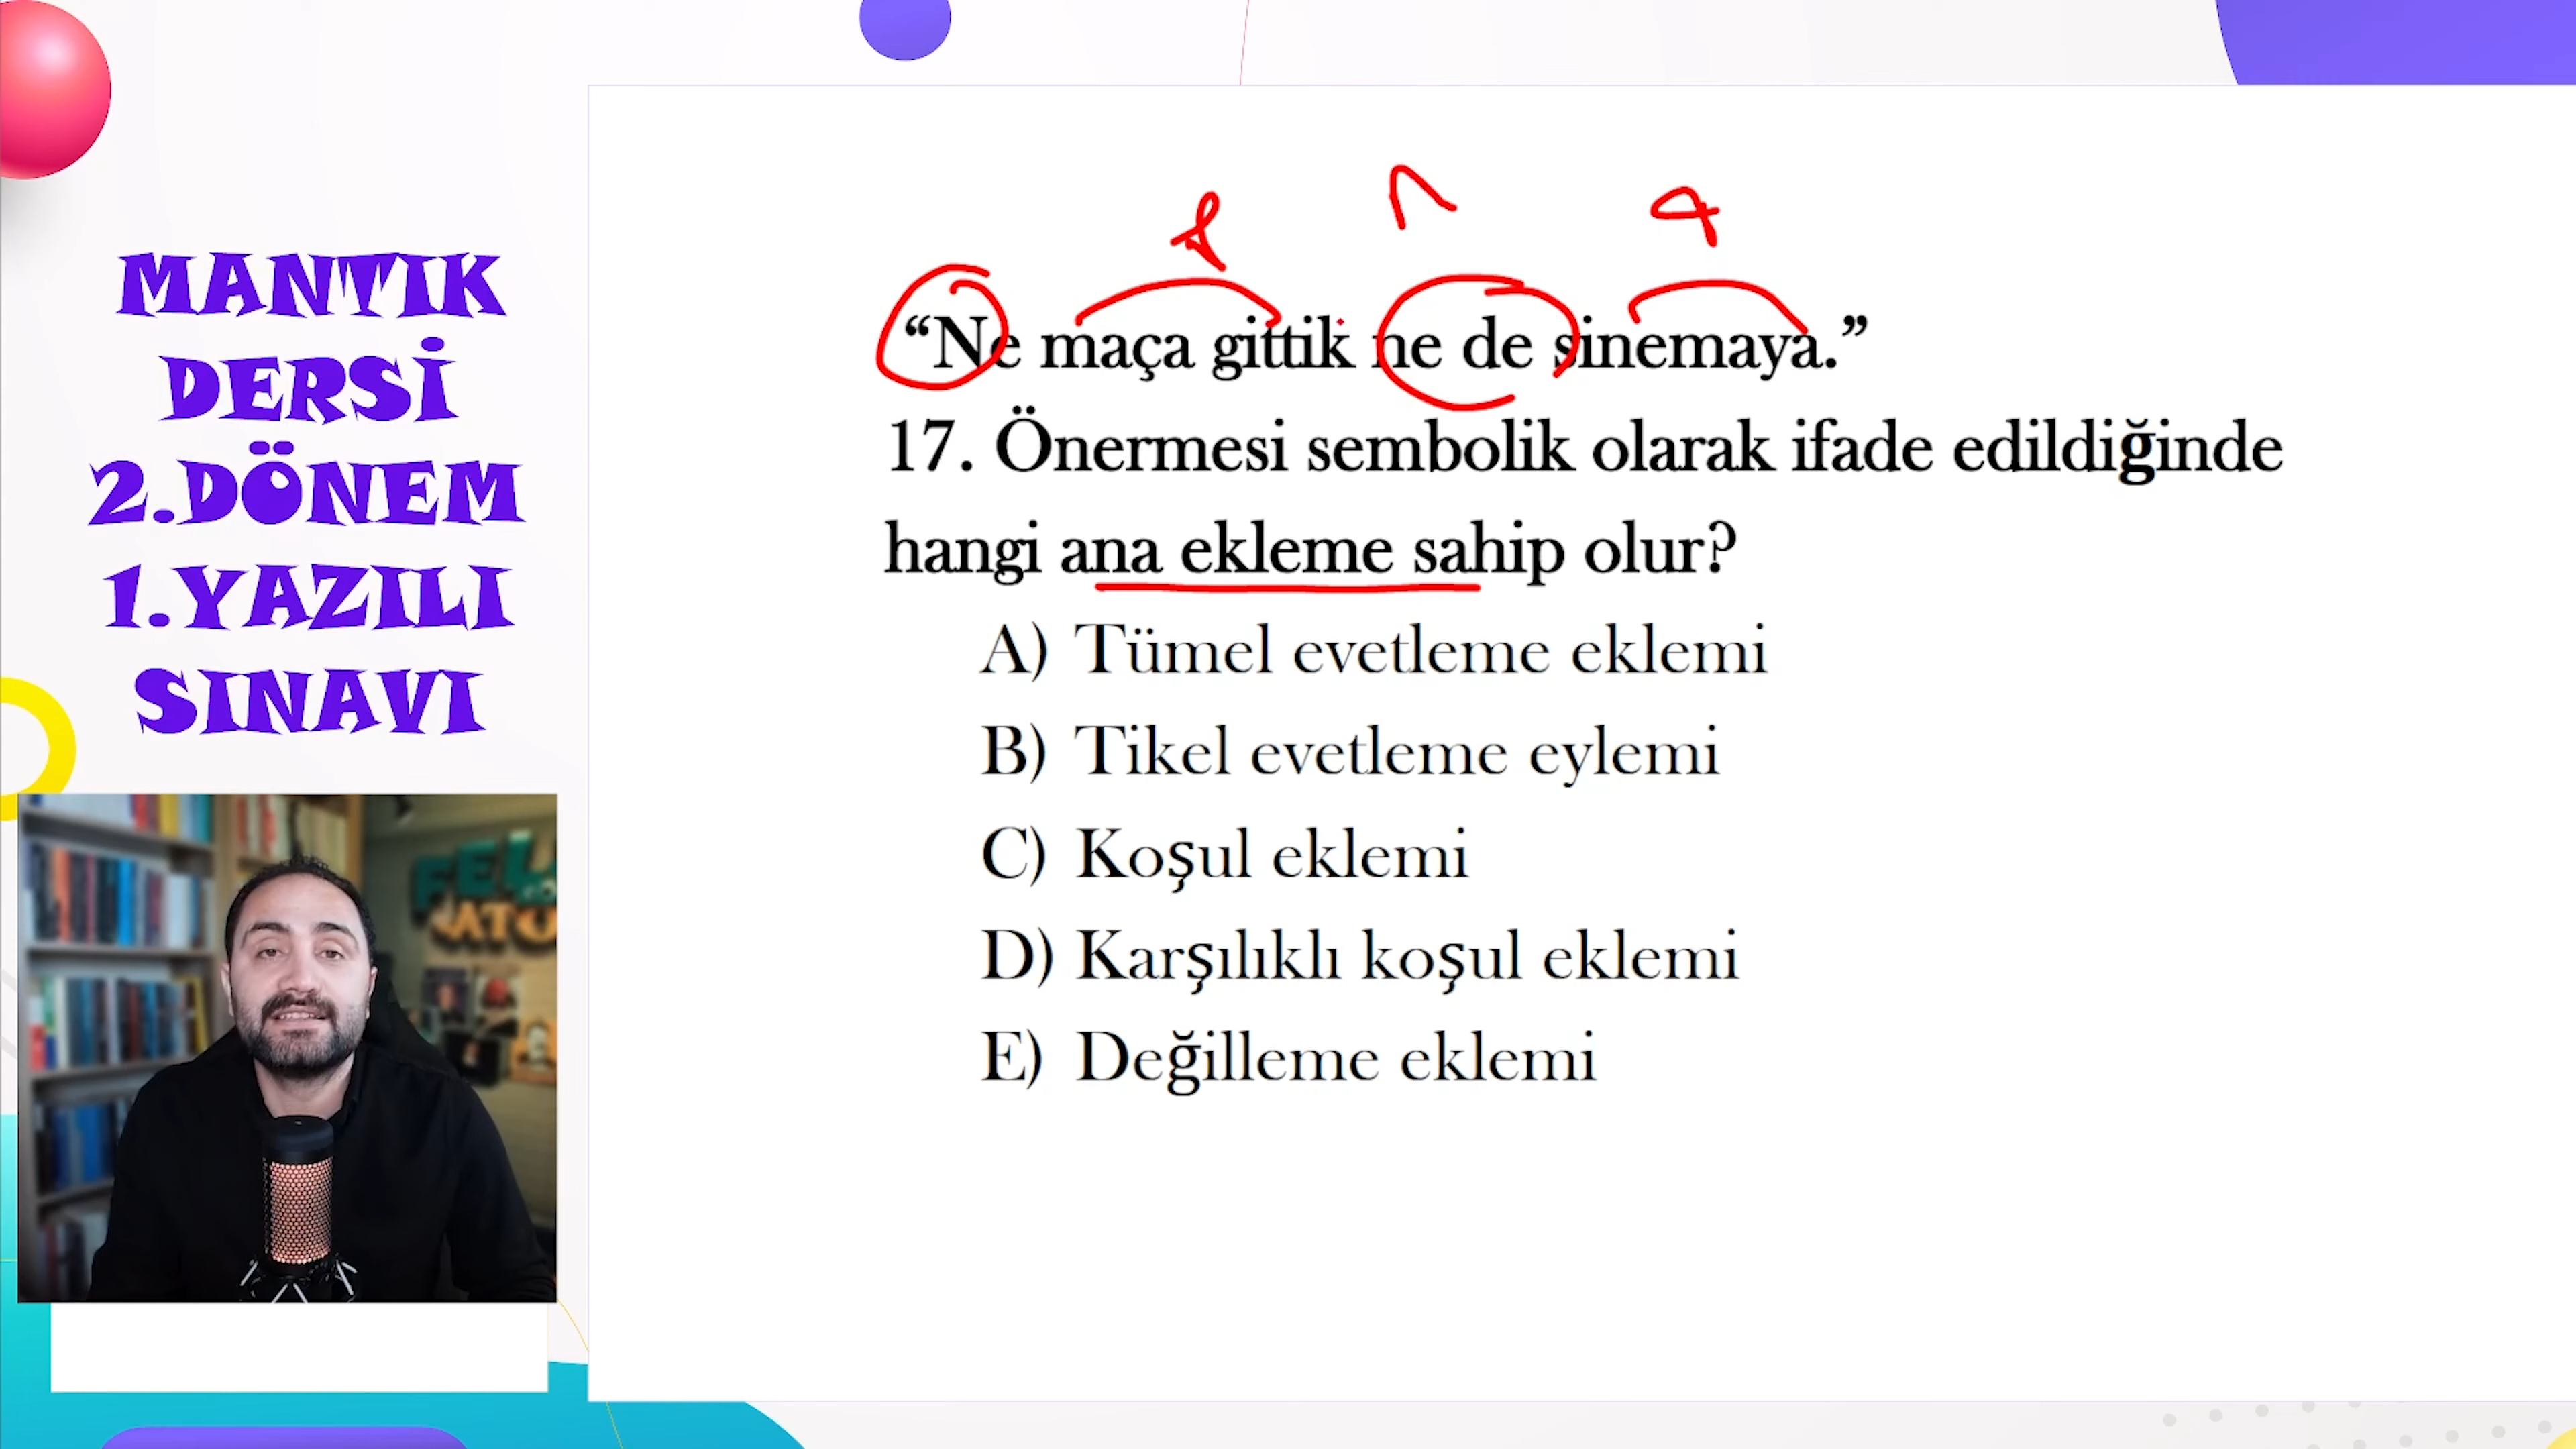 MANTIK
DERSİ
2.DÖNEM
1.YAZILI
SINAVI
p ∧ q
“Ne maça gittik ne de sinemaya.”
17. Önermesi sembolik olarak ifade edildiğinde
hangi ana ekleme sahip olur?
A) Tümel evetleme eklemi
B) Tikel evetleme eylemi
C) Koşul eklemi
D) Karşılıklı koşul eklemi
E) Değilleme eklemi